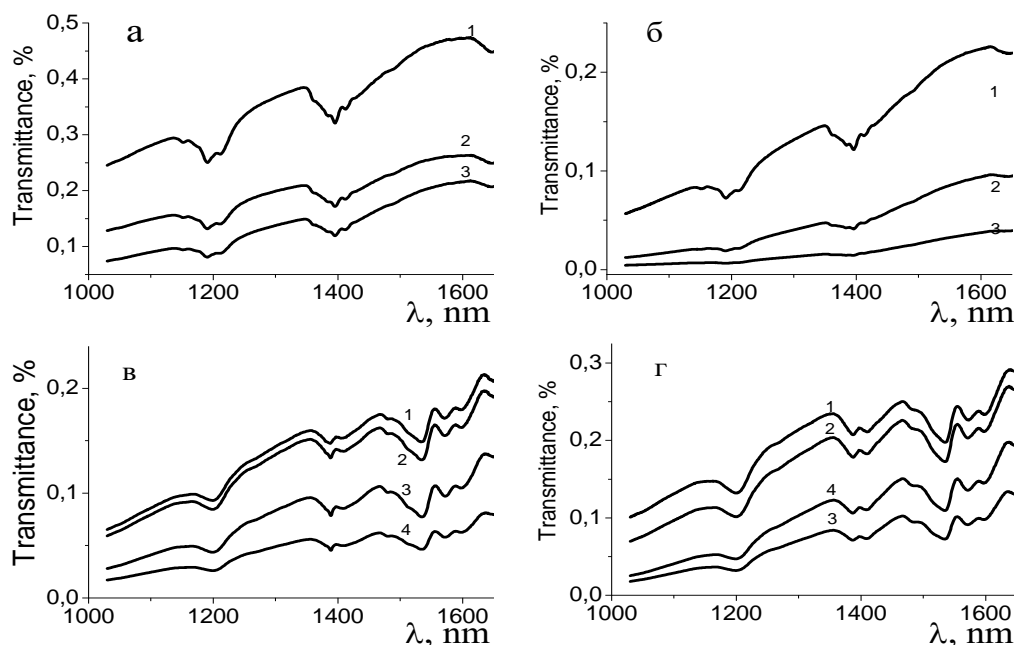 а
0,5
0,4
0,3
0,2
0,1
Transmittance, %
1
2
3
1000 1200 1400 1600
λ, nm
б
0,2
0,1
0,0
Transmittance, %
1
2
3
1000 1200 1400 1600
λ, nm
в
0,2
0,1
0,0
Transmittance, %
1
2
3
4
1000 1200 1400 1600
λ, nm
г
0,3
0,2
0,1
0,0
Transmittance, %
1
2
4
3
1000 1200 1400 1600
λ, nm